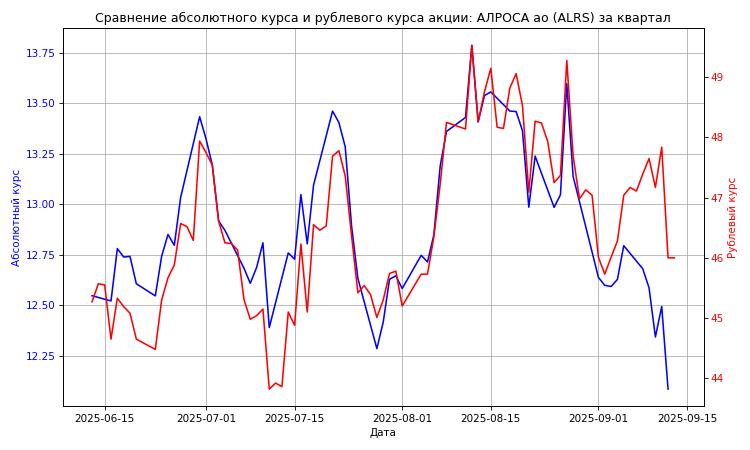 Сравнение абсолютного курса и рублевого курса акции: АЛРОСА ао (ALRS) за квартал
13.75
13.50
13.25
13.00
12.75
12.50
12.25
Абсолютный курс
49
48
47
46
45
44
Рублевый курс
2025-06-15 2025-07-01 2025-07-15 2025-08-01 2025-08-15 2025-09-01 2025-09-15
Дата